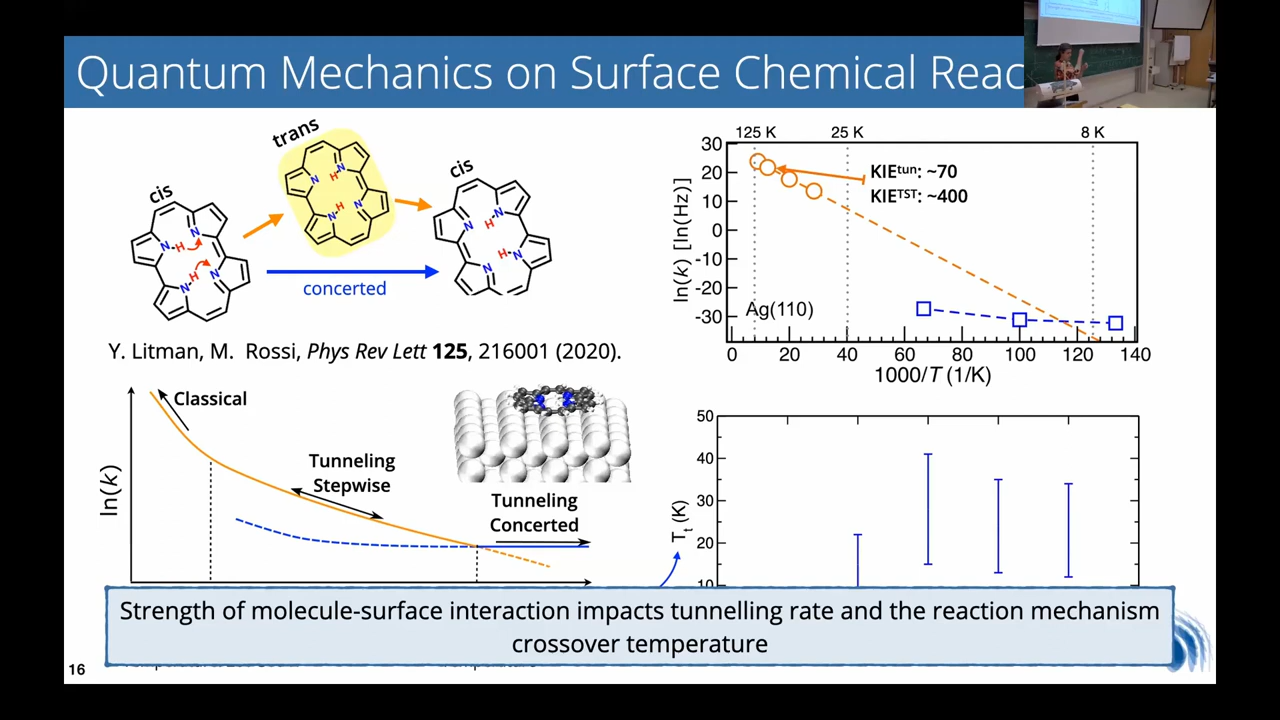 Quantum Mechanics on Surface Chemical Reac
cis
trans
cis
N
H
N
H
N
N
N
H
N
H
N
N
N
H
N
H
N
N
concerted
Y. Litman, M. Rossi, Phys Rev Lett 125, 216001 (2020).
125 K 25 K 8 K
30
20
10
0
-10
-20
-30
ln(k) [ln(Hz)]
KIEtun: ~70
KIETST: ~400
Ag(110)
0 20 40 60 80 100 120 140
1000/T (1/K)
ln(k)
Classical
Tunneling
Stepwise
Tunneling
Concerted
50
40
30
20
10
Tt (K)
Strength of molecule-surface interaction impacts tunnelling rate and the reaction mechanism
crossover temperature
16